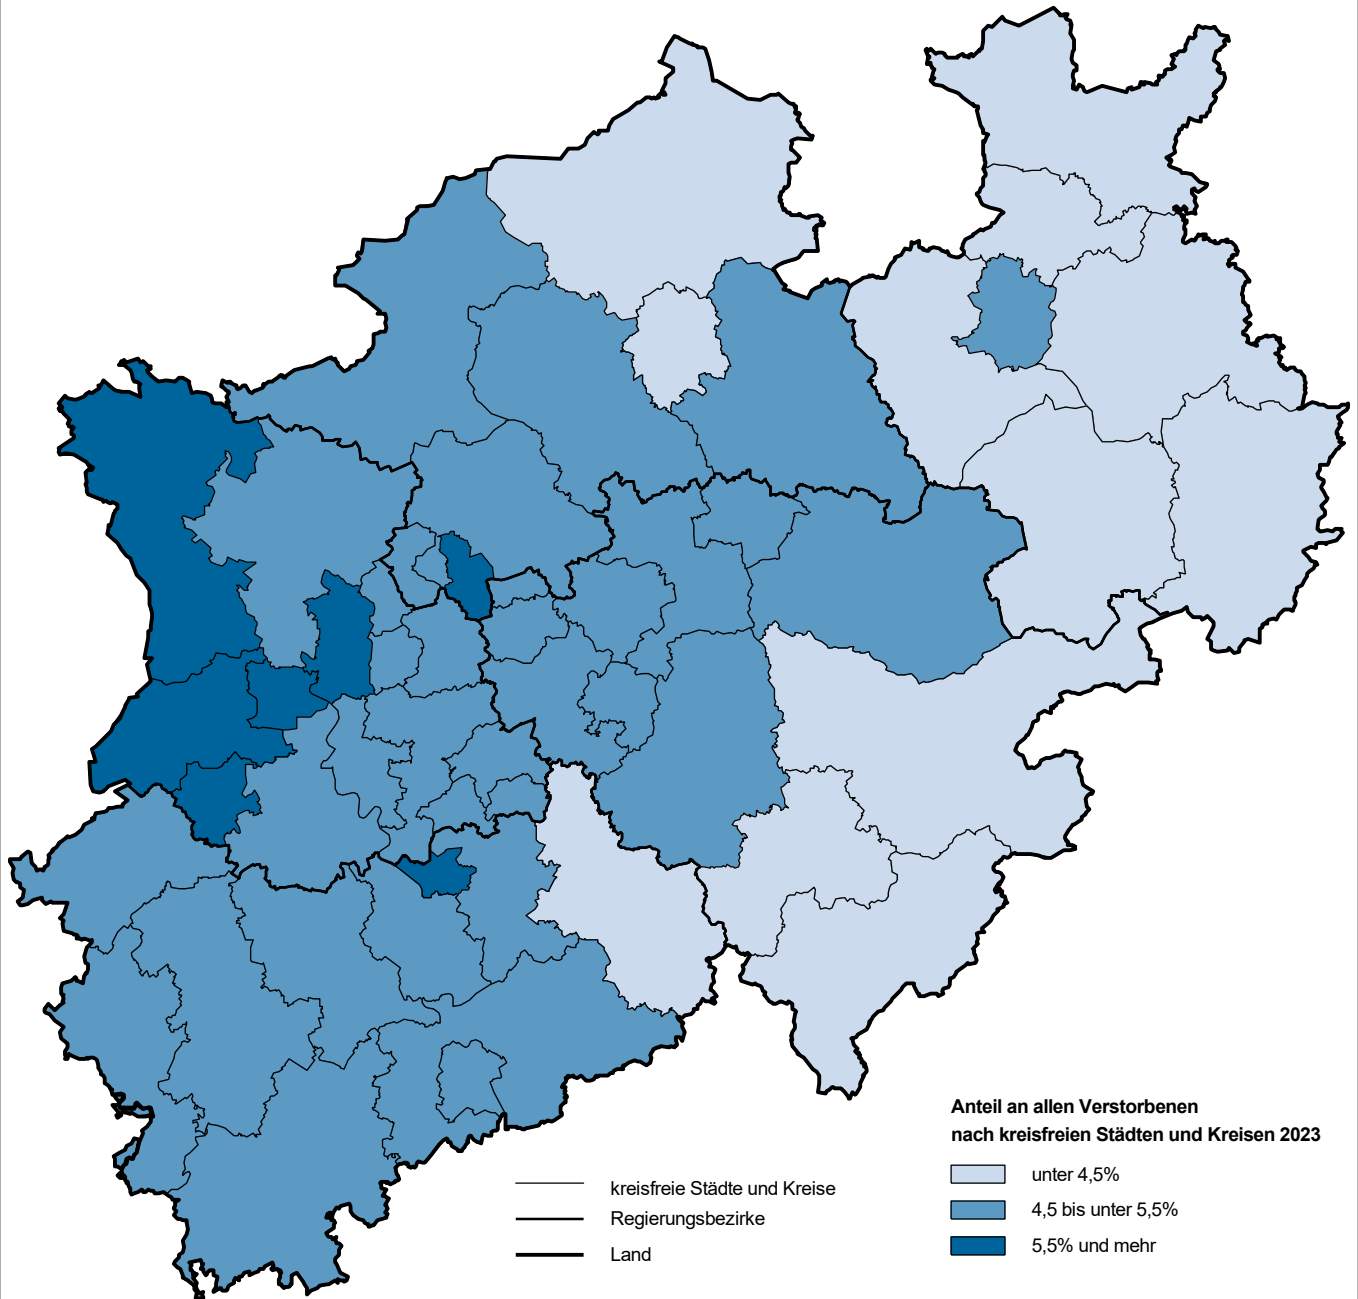 Anteil an allen Verstorbenen
nach kreisfreien Städten und Kreisen 2023
unter 4,5%
4,5 bis unter 5,5%
5,5% und mehr
kreisfreie Städte und Kreise
Regierungsbezirke
Land